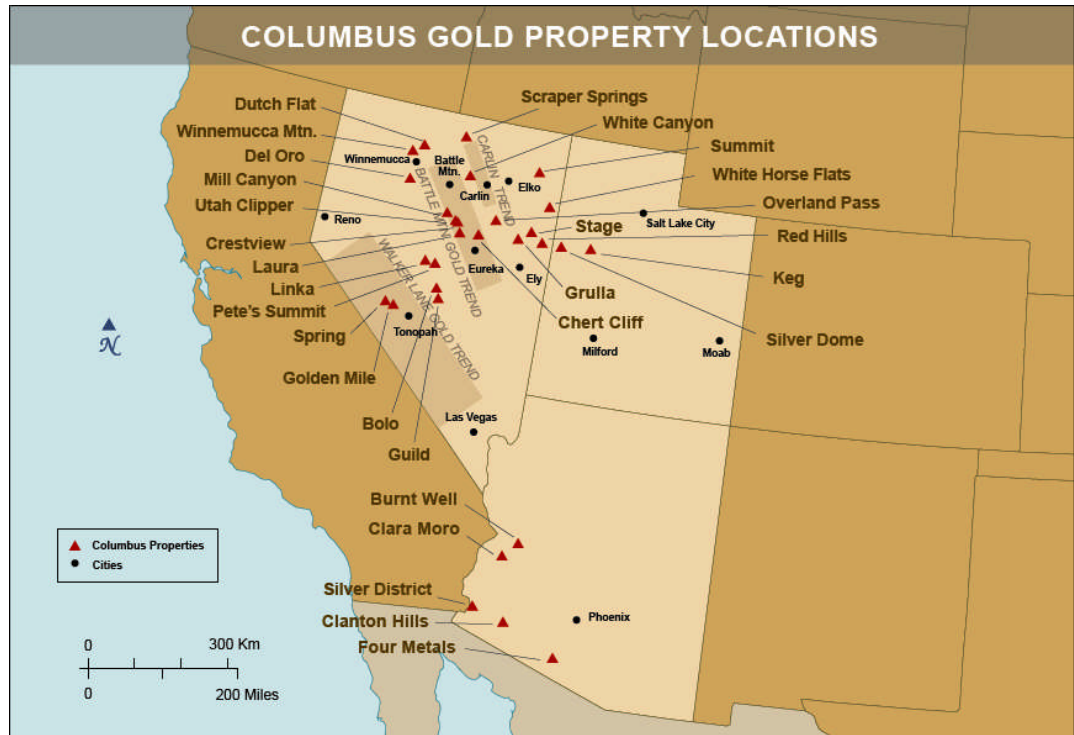 COLUMBUS GOLD PROPERTY LOCATIONS
Dutch Flat
Winnemucca Mtn.
Del Oro
Mill Canyon
Utah Clipper
Crestview
Laura
Linka
Pete's Summit
Spring
Golden Mile
Bolo
Guild
Scraper Springs
White Canyon
Summit
White Horse Flats
Overland Pass
Stage
Red Hills
Keg
Grulla
Chert Cliff
Silver Dome
Winnemucca
Battle
Mtn.
Carlin
Elko
Reno
Salt Lake City
Eureka
Ely
Tonopah
Milford
Moab
Las Vegas
CARLIN TREND
BATTLE MTN GOLD TREND
WALKER LANE GOLD TREND
N
Burnt Well
Clara Moro
Silver District
Clanton Hills
Four Metals
Phoenix
Columbus Properties
Cities
0 300 Km
0 200 Miles